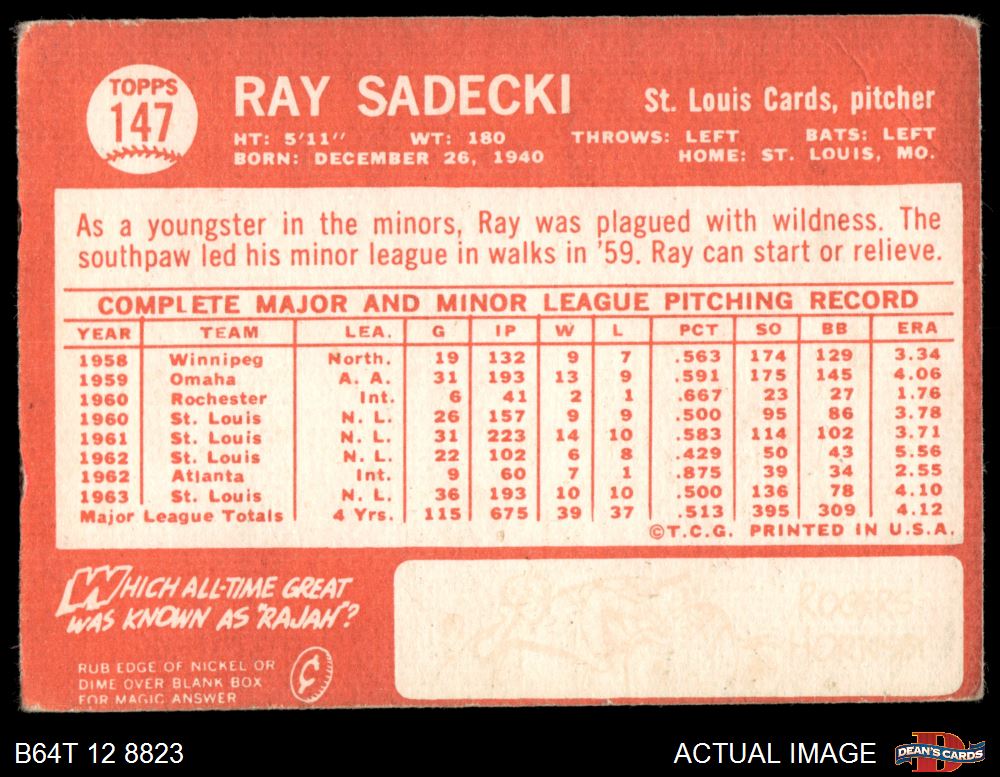 TOPPS
147
RAY SADECKI
St. Louis Cards, pitcher
HT: 5'11" WT: 180 THROWS: LEFT BATS: LEFT
BORN: DECEMBER 26, 1940 HOME: ST. LOUIS, MO.
As a youngster in the minors, Ray was plagued with wildness. The
southpaw led his minor league in walks in '59. Ray can start or relieve.
COMPLETE MAJOR AND MINOR LEAGUE PITCHING RECORD
YEAR TEAM LEA. G IP W L PCT SO BB ERA
1958 Winnipeg North. 19 132 9 7 .563 174 129 3.34
1959 Omaha A. A. 31 193 13 9 .591 175 145 4.06
1960 Rochester Int. 6 41 2 1 .667 23 27 1.76
1960 St. Louis N. L. 26 157 9 9 .500 95 86 3.78
1961 St. Louis N. L. 31 223 14 10 .583 114 102 3.71
1962 St. Louis N. L. 22 102 6 8 .429 50 43 5.56
1962 Atlanta Int. 9 60 7 1 .875 39 34 2.55
1963 St. Louis N. L. 36 193 10 10 .500 136 78 4.10
Major League Totals 4 Yrs. 115 675 39 37 .513 395 309 4.12
©T.C.G. PRINTED IN U.S.A.
WHICH ALL-TIME GREAT
WAS KNOWN AS "RAJAH"?
RUB EDGE OF NICKEL OR
DIME OVER BLANK BOX
FOR MAGIC ANSWER
ROGERS
HORNSBY
B64T 12 8823
ACTUAL IMAGE
DEAN'S CARDS